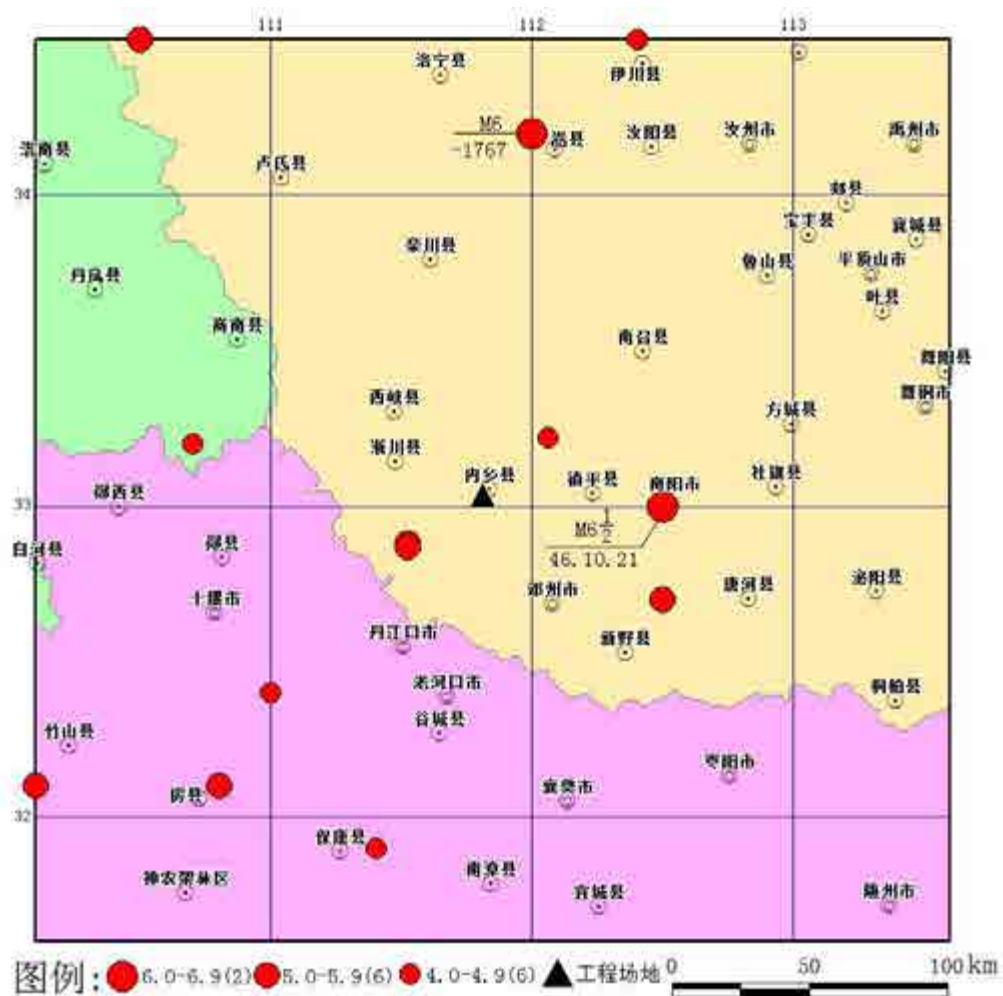 111 112 113
洛宁县
伊川县
M6
-1767
嵩县
汝阳县
汝州市
禹州市
洛南县
卢氏县
34
郏县
宝丰县
襄城县
栾川县
鲁山县
平顶山市
丹凤县
叶县
商南县
南召县
舞阳县
舞钢市
西峡县
方城县
淅川县
内乡县
镇平县
南阳市
社旗县
郧西县
33
M6 1/2
46.10.21
白河县
郧县
十堰市
邓州市
唐河县
泌阳县
丹江口市
新野县
老河口市
桐柏县
谷城县
竹山县
枣阳市
房县
襄樊市
32
保康县
南漳县
神农架林区
宜城县
随州市
图例: 6.0-6.9(2) 5.0-5.9(6) 4.0-4.9(6) 工程场地 0 50 100km